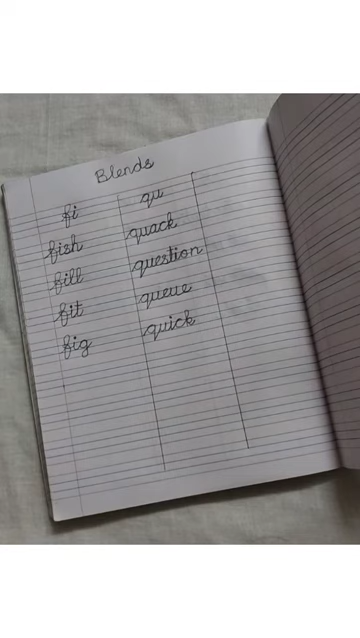 Blends
fi qu
fish quack
fill question
fit queue
fig quick